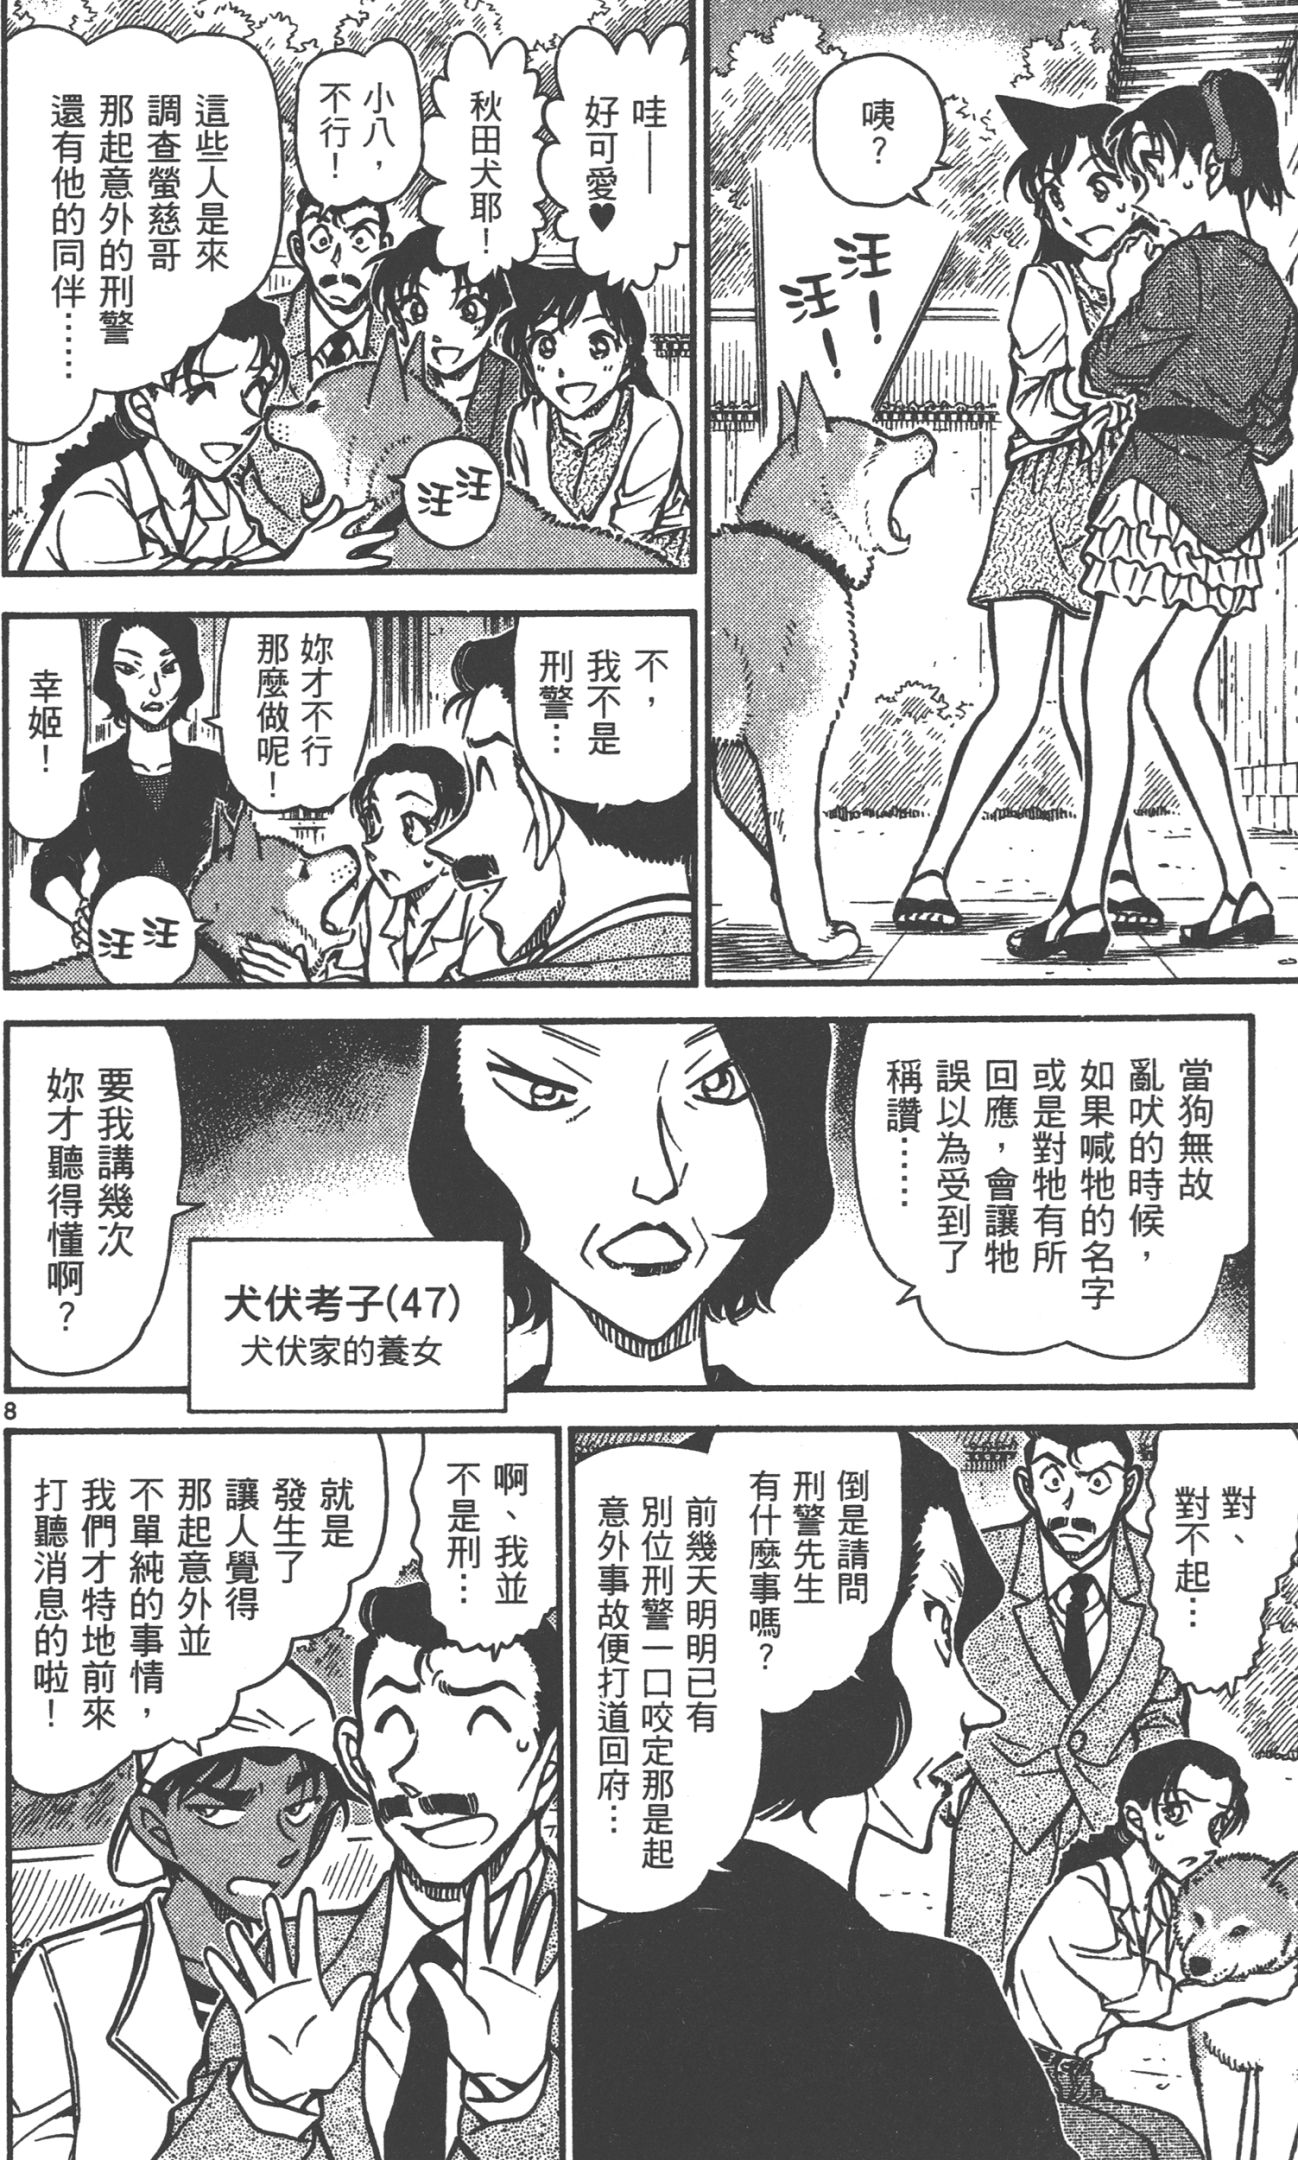 咦?
汪!
汪!
哇——
好可愛♥
秋田犬耶!
小八,
不行!
這些人是來
調查螢慈哥
那起意外的刑警
還有他的同伴……
汪汪
不,
我不是
刑警…
妳才不行
那麼做呢!
幸姬!
汪汪
當狗無故
亂吠的時候,
如果喊牠的名字
或是對牠有所
回應,會讓牠
誤以為受到了
稱讚……
要我講幾次
妳才聽得懂啊?
犬伏考子(47)
犬伏家的養女
8
對、
對不起…
倒是請問
刑警先生
有什麼事嗎?
前幾天明明已有
別位刑警一口咬定那是起
意外事故便打道回府…
啊、我並
不是刑…
就是
發生了
讓人覺得
那起意外並
不單純的事情,
我們才特地前來
打聽消息的啦!